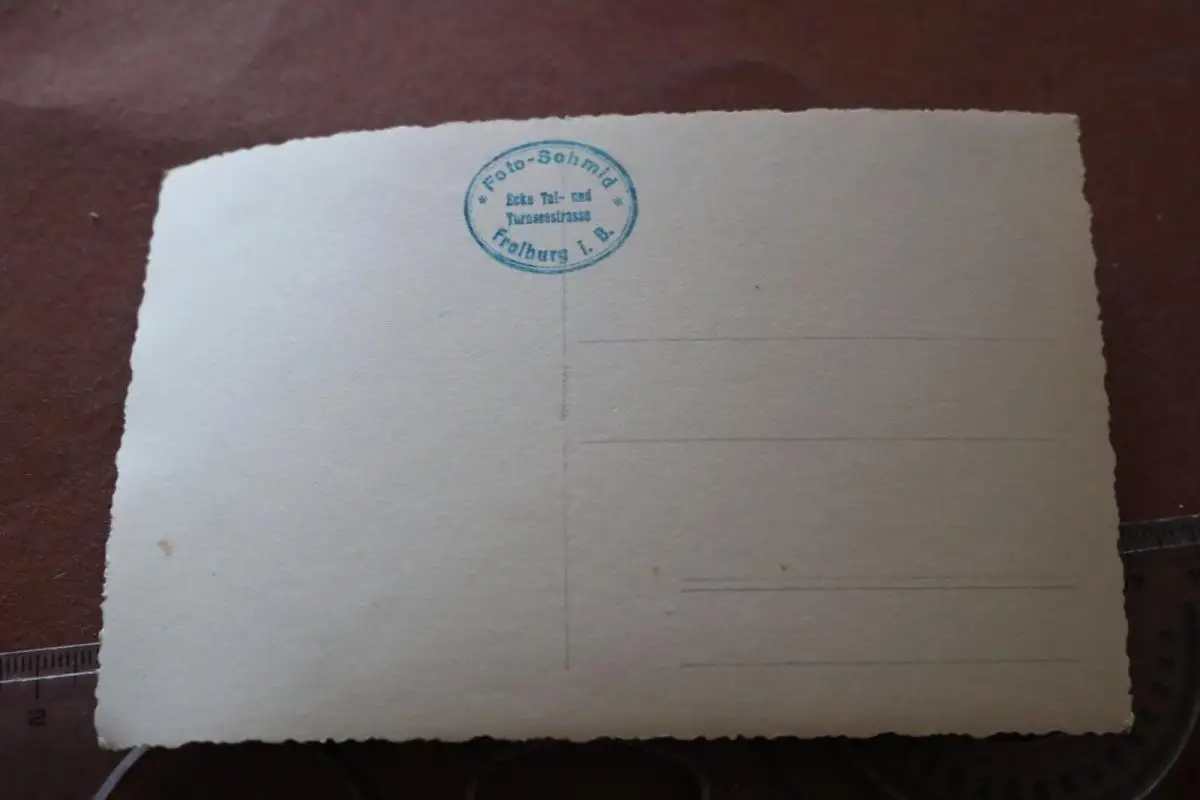 * Foto-Schmid *
Ecke Tal- und
Turnseestrasse
Freiburg i. B.
2